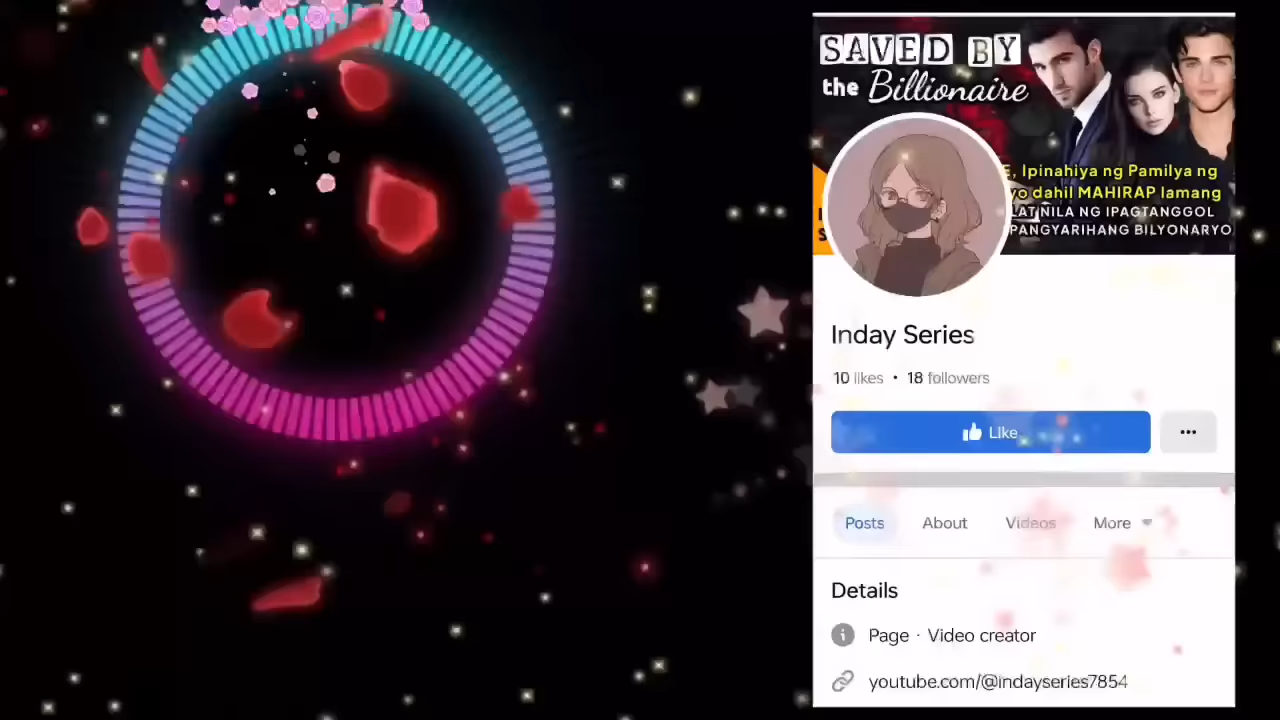 SAVED BY
the Billionaire
, Ipinahiya ng Pamilya ng
yo dahil MAHIRAP lamang
NILA NG IPAGTANGGOL
PANGYARIHANG BILYONARYO
Inday Series
10 likes • 18 followers
Like
Posts About Videos More
Details
Page · Video creator
youtube.com/@indayseries7854